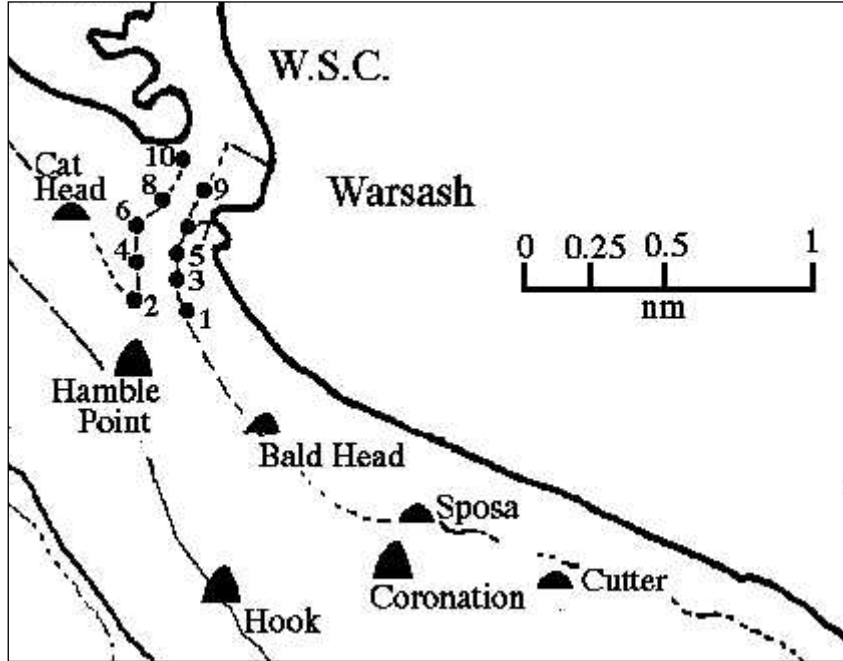 W.S.C.
10
Cat
Head
8
9
Warsash
6
7
0 0.25 0.5 1
4
5
3
nm
2
1
Hamble
Point
Bald Head
Sposa
Coronation
Cutter
Hook